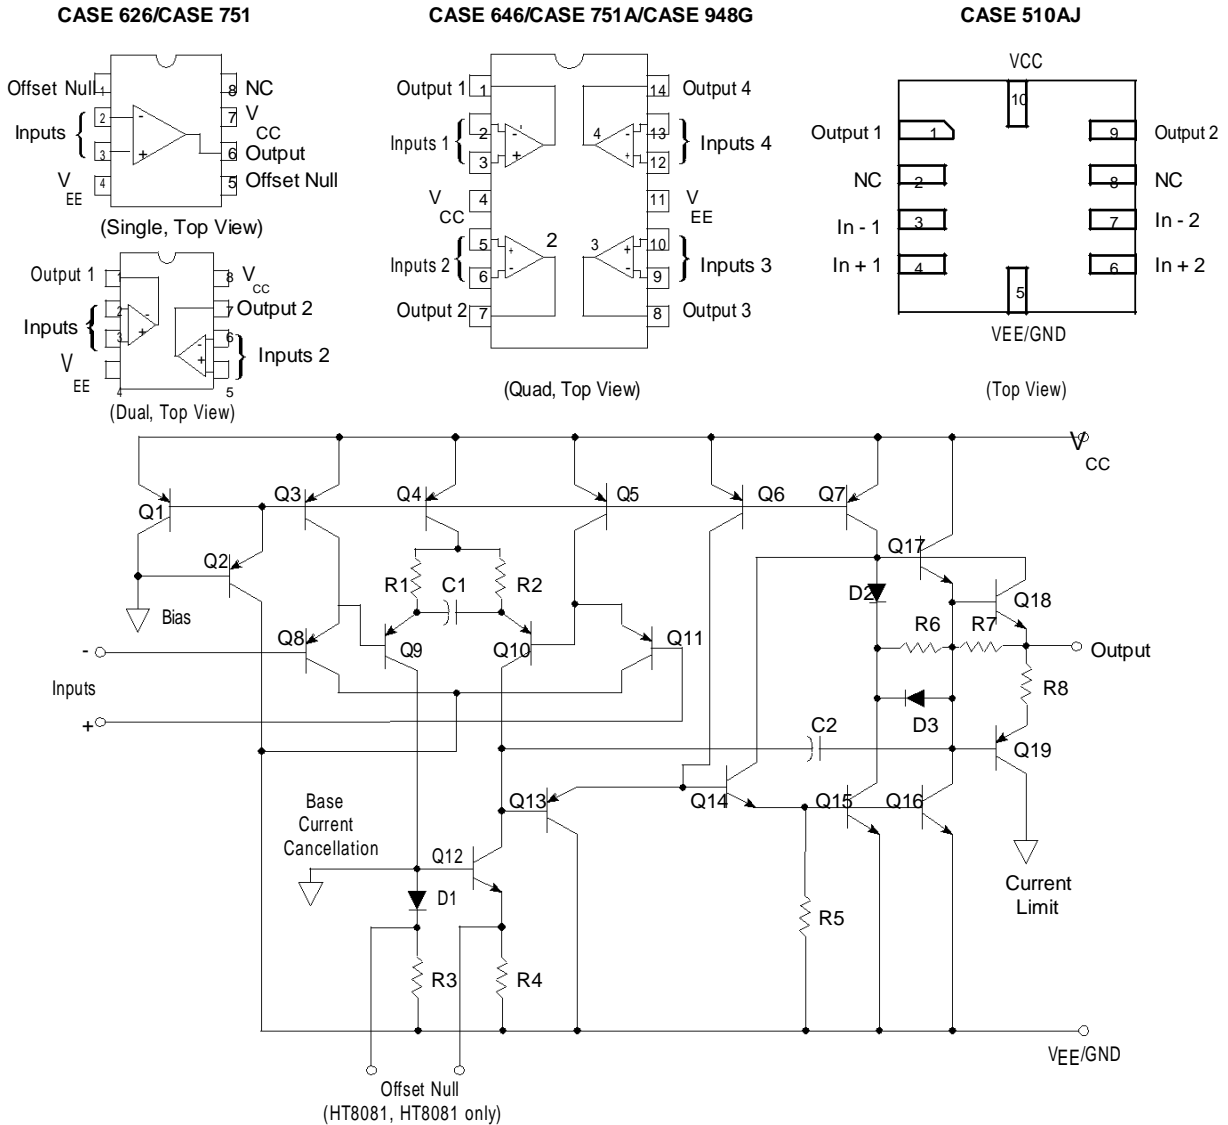 CASE 626/CASE 751
CASE 646/CASE 751A/CASE 948G
CASE 510AJ
Offset Null
1
8
NC
2
7
V
CC
Inputs
3
6
Output
V
EE
4
5
Offset Null
-
+
(Single, Top View)
Output 1
1
8
V
CC
2
7
Output 2
Inputs
3
6
Inputs 2
V
EE
4
5
-
+
-
+
(Dual, Top View)
Output 1
1
14
Output 4
Inputs 1
2
3
-
+
4
-
+
13
12
Inputs 4
V
CC
4
11
V
EE
Inputs 2
5
6
+
-
2
3
+
-
10
9
Inputs 3
Output 2
7
8
Output 3
(Quad, Top View)
VCC
10
Output 1
1
9
Output 2
NC
2
8
NC
In - 1
3
7
In - 2
In + 1
4
6
In + 2
5
VEE/GND
(Top View)
V
CC
Q1
Q3
Q4
Q5
Q6
Q7
Q2
Q17
R1
C1
R2
D2
Q18
Bias
Q8
Q9
Q10
Q11
R6
R7
-
Output
Inputs
R8
+
C2
D3
Q19
Q13
Q14
Q15
Q16
Base
Current
Cancellation
Q12
D1
Current
Limit
R5
R3
R4
VEE/GND
Offset Null
(HT8081, HT8081 only)